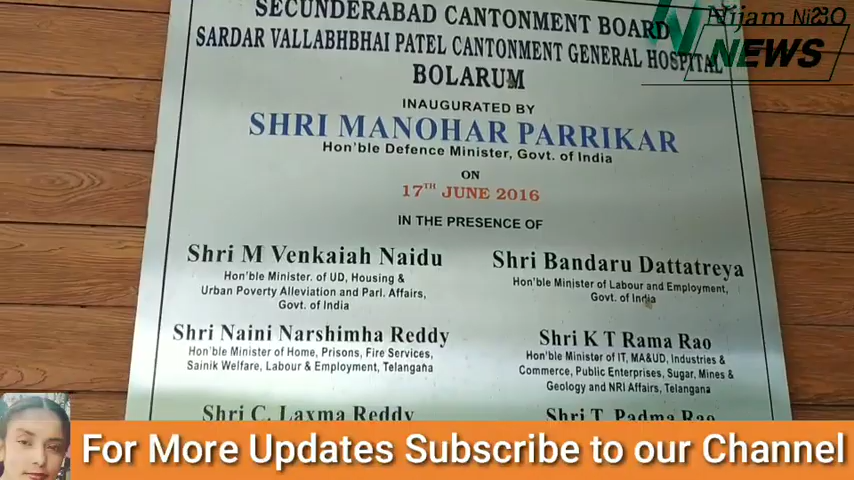 SECUNDERABAD CANTONMENT BOARD
SARDAR VALLABHBHAI PATEL CANTONMENT GENERAL HOSPITAL
BOLARUM
INAUGURATED BY
SHRI MANOHAR PARRIKAR
Hon'ble Defence Minister, Govt. of India
ON
17TH JUNE 2016
IN THE PRESENCE OF
Shri M Venkaiah Naidu
Hon'ble Minister. of UD, Housing &
Urban Poverty Alleviation and Parl. Affairs,
Govt. of India
Shri Bandaru Dattatreya
Hon'ble Minister of Labour and Employment,
Govt. of India
Shri Naini Narshimha Reddy
Hon'ble Minister of Home, Prisons, Fire Services,
Sainik Welfare, Labour & Employment, Telangaha
Shri K T Rama Rao
Hon'ble Minister of IT, MA&UD, Industries &
Commerce, Public Enterprises, Sugar, Mines &
Geology and NRI Affairs, Telangana
Shri C. Laxma Reddy
Shri T. Padma Rao
Nijam నిజం
NEWS
For More Updates Subscribe to our Channel